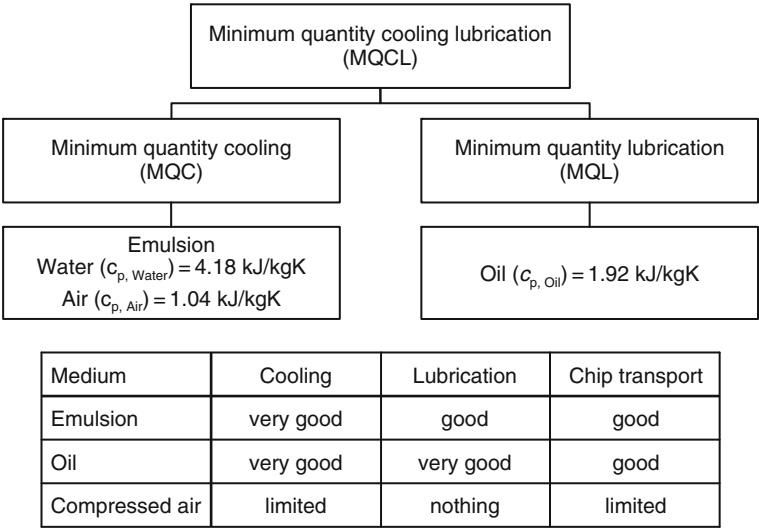 Minimum quantity cooling lubrication
(MQCL)
Minimum quantity cooling
(MQC)
Minimum quantity lubrication
(MQL)
Emulsion
Water (cp, Water) = 4.18 kJ/kgK
Air (cp, Air) = 1.04 kJ/kgK
Oil (cp, Oil) = 1.92 kJ/kgK
Medium Cooling Lubrication Chip transport
Emulsion very good good good
Oil very good very good good
Compressed air limited nothing limited